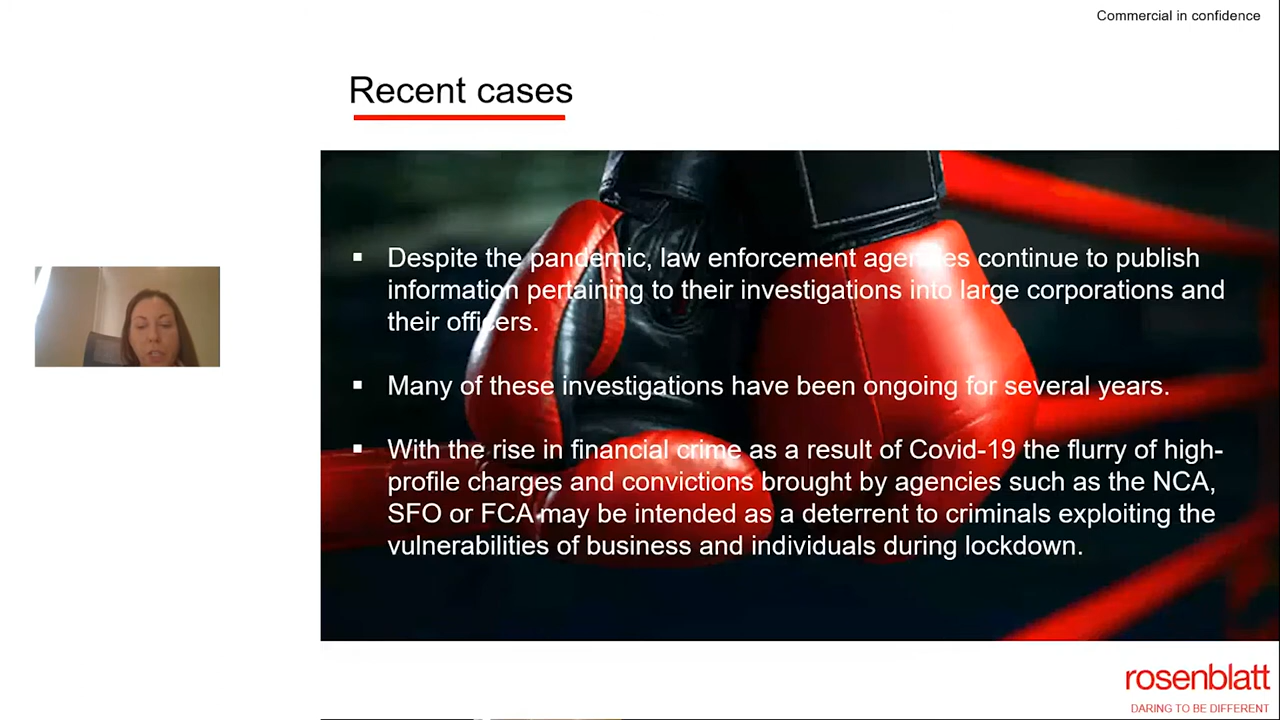 Commercial in confidence
Recent cases
▪ Despite the pandemic, law enforcement agencies continue to publish
information pertaining to their investigations into large corporations and
their officers.
▪ Many of these investigations have been ongoing for several years.
▪ With the rise in financial crime as a result of Covid-19 the flurry of high-
profile charges and convictions brought by agencies such as the NCA,
SFO or FCA may be intended as a deterrent to criminals exploiting the
vulnerabilities of business and individuals during lockdown.
rosenblatt
DARING TO BE DIFFERENT